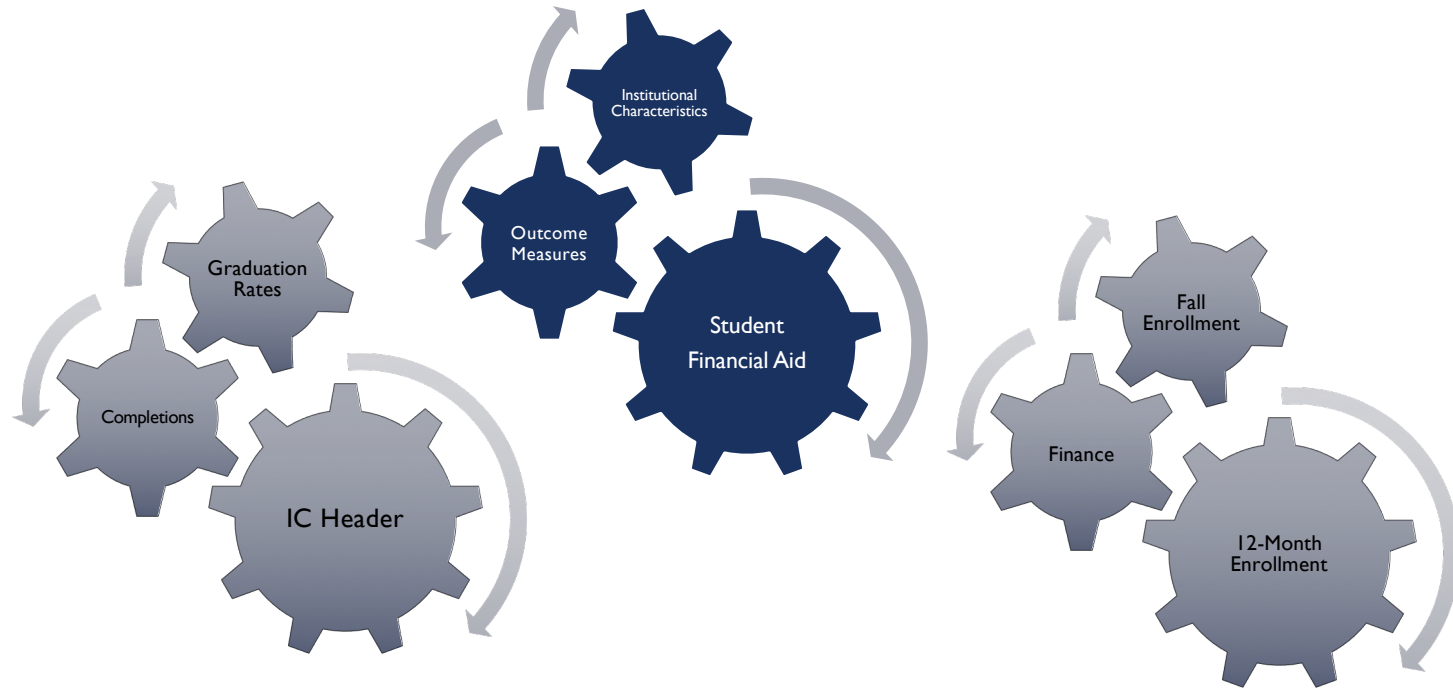 Graduation
Rates
Completions
IC Header
Institutional
Characteristics
Outcome
Measures
Student
Financial Aid
Fall
Enrollment
Finance
12-Month
Enrollment